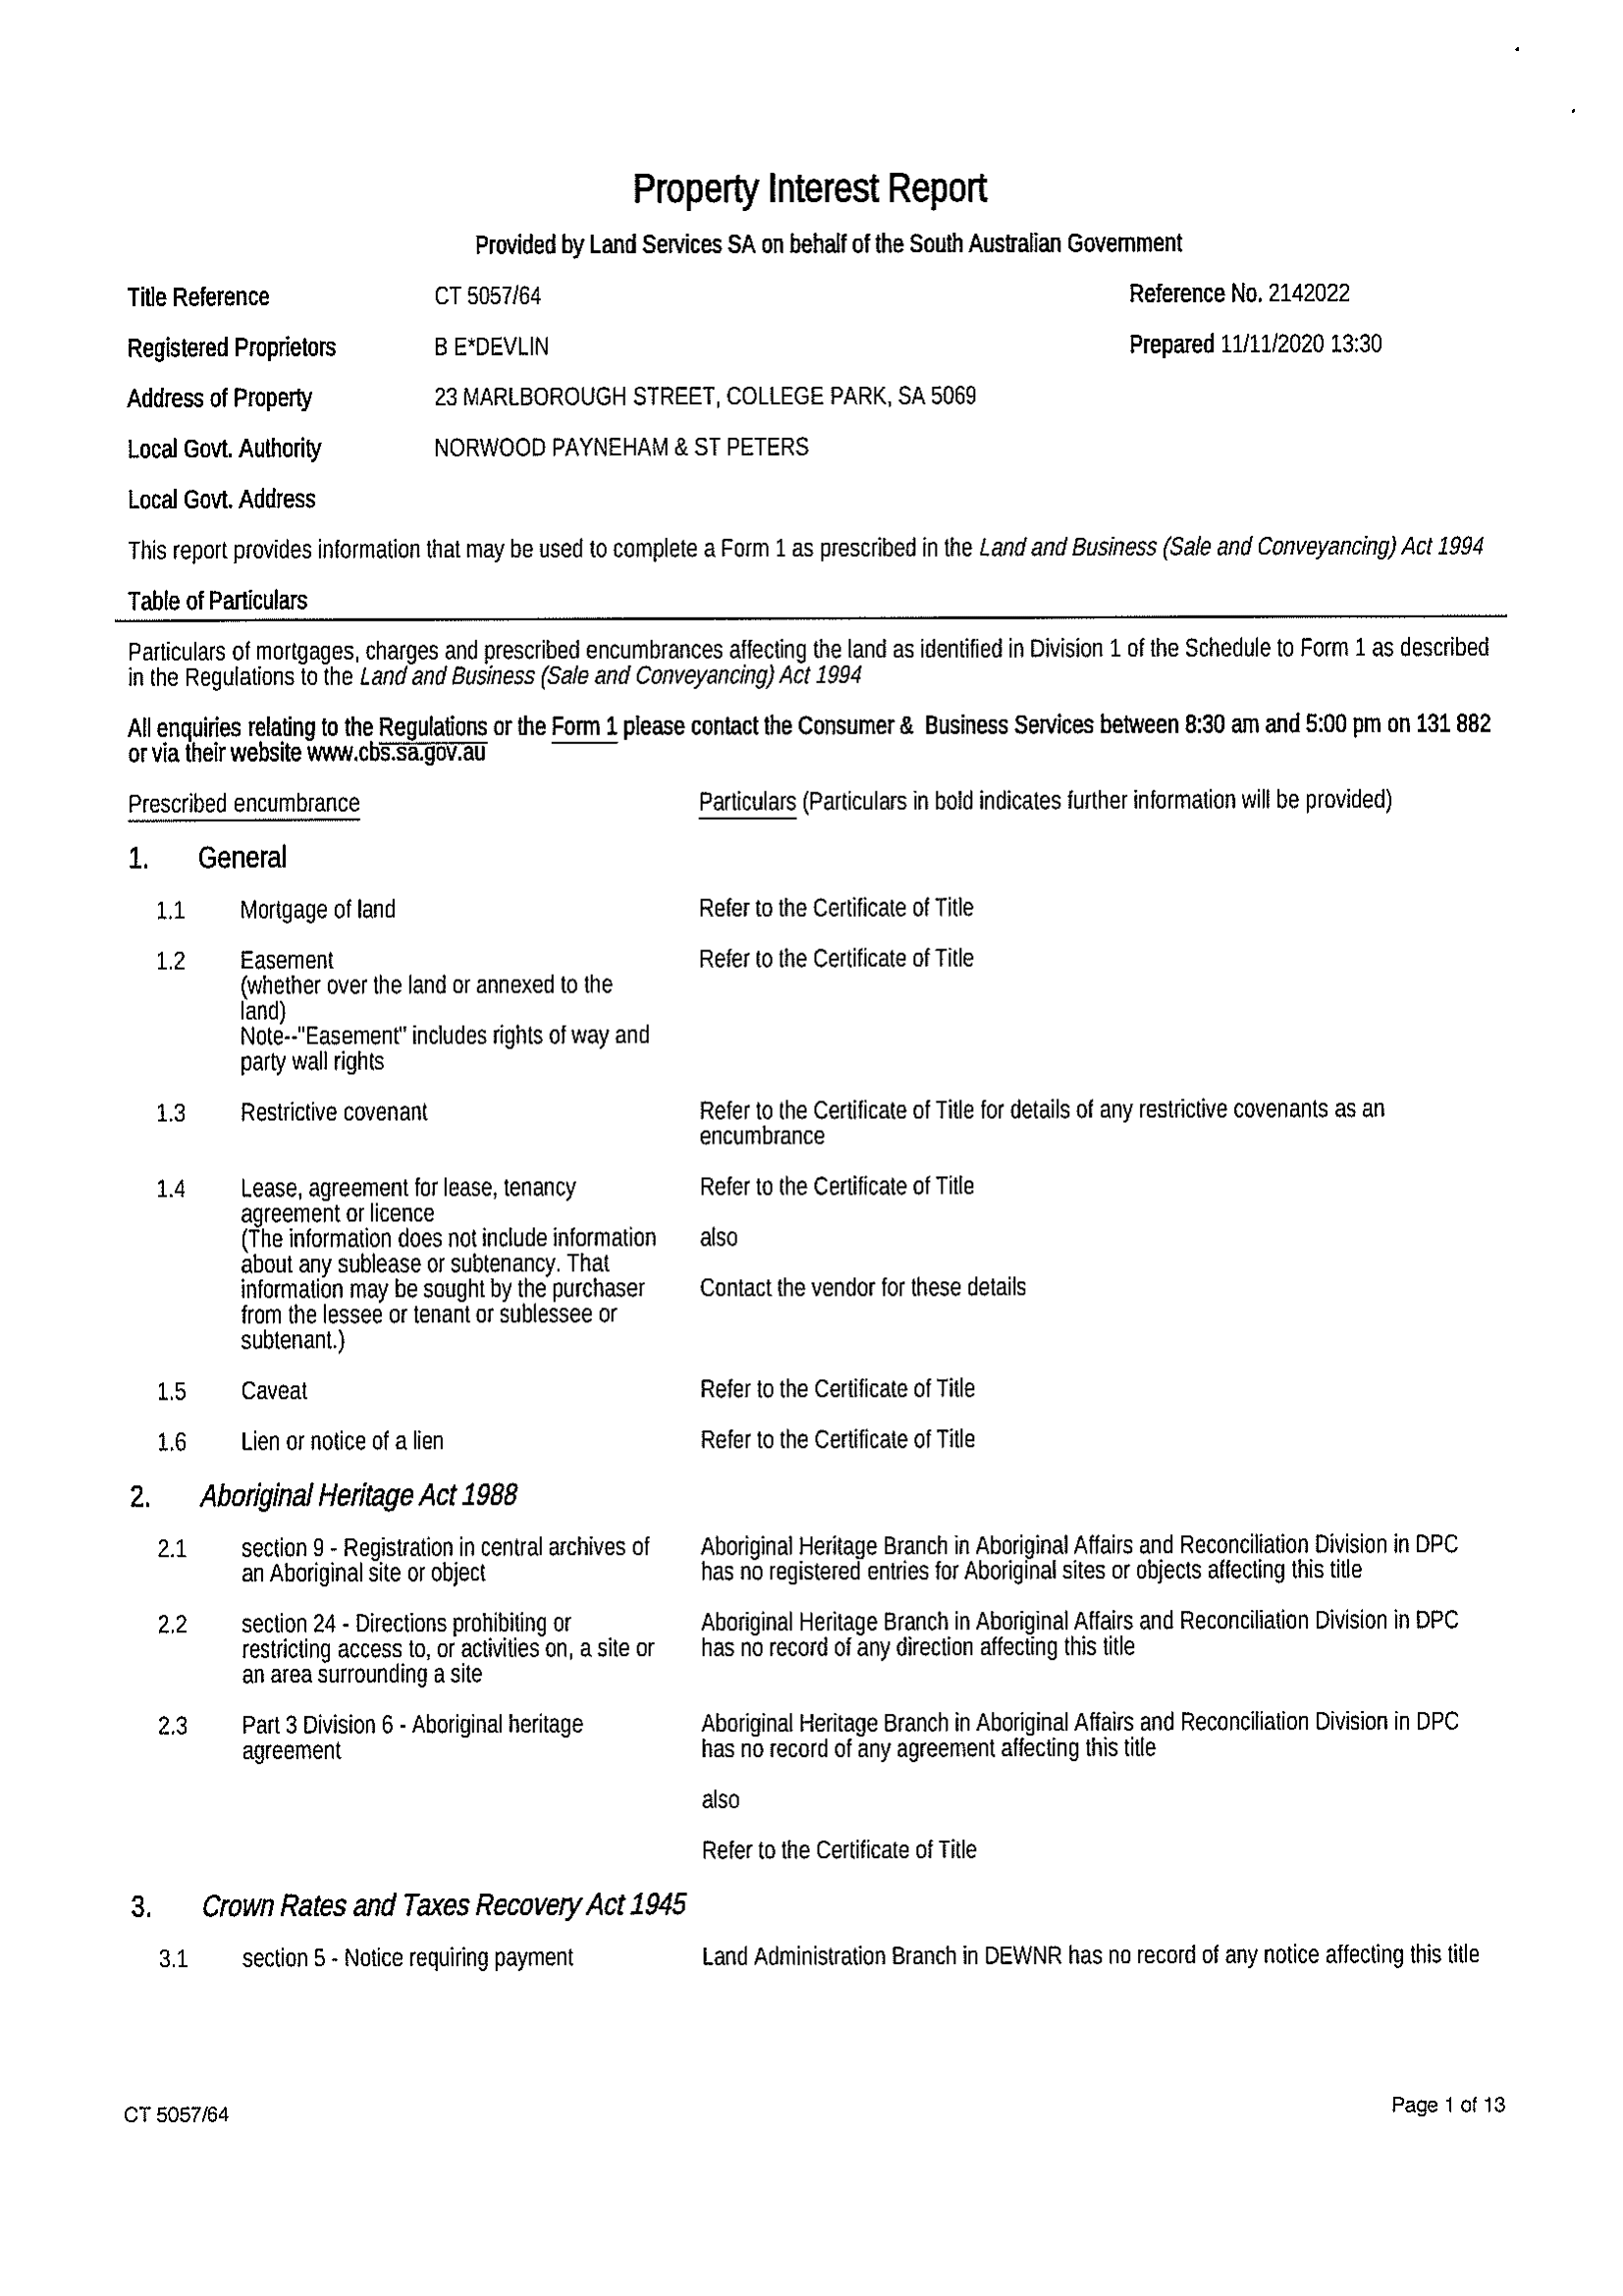 Property Interest Report
Provided by Land Services SA on behalf of the South Australian Government
Title Reference CT 5057/64 Reference No. 2142022
Registered Proprietors B E*DEVLIN Prepared 11/11/2020 13:30
Address of Property 23 MARLBOROUGH STREET, COLLEGE PARK, SA 5069
Local Govt. Authority NORWOOD PAYNEHAM & ST PETERS
Local Govt. Address
This report provides information that may be used to complete a Form 1 as prescribed in the Land and Business (Sale and Conveyancing) Act 1994
Table of Particulars
Particulars of mortgages, charges and prescribed encumbrances affecting the land as identified in Division 1 of the Schedule to Form 1 as described
in the Regulations to the Land and Business (Sale and Conveyancing) Act 1994
All enquiries relating to the Regulations or the Form 1 please contact the Consumer & Business Services between 8:30 am and 5:00 pm on 131 882
or via their website www.cbs.sa.gov.au
Prescribed encumbrance Particulars (Particulars in bold indicates further information will be provided)
1. General
1.1 Mortgage of land Refer to the Certificate of Title
1.2 Easement Refer to the Certificate of Title
(whether over the land or annexed to the
land)
Note--"Easement" includes rights of way and
party wall rights
1.3 Restrictive covenant Refer to the Certificate of Title for details of any restrictive covenants as an
encumbrance
1.4 Lease, agreement for lease, tenancy Refer to the Certificate of Title
agreement or licence
(The information does not include information also
about any sublease or subtenancy. That
information may be sought by the purchaser Contact the vendor for these details
from the lessee or tenant or sublessee or
subtenant.)
1.5 Caveat Refer to the Certificate of Title
1.6 Lien or notice of a lien Refer to the Certificate of Title
2. Aboriginal Heritage Act 1988
2.1 section 9 - Registration in central archives of Aboriginal Heritage Branch in Aboriginal Affairs and Reconciliation Division in DPC
an Aboriginal site or object has no registered entries for Aboriginal sites or objects affecting this title
2.2 section 24 - Directions prohibiting or Aboriginal Heritage Branch in Aboriginal Affairs and Reconciliation Division in DPC
restricting access to, or activities on, a site or has no record of any direction affecting this title
an area surrounding a site
2.3 Part 3 Division 6 - Aboriginal heritage Aboriginal Heritage Branch in Aboriginal Affairs and Reconciliation Division in DPC
agreement has no record of any agreement affecting this title
also
Refer to the Certificate of Title
3. Crown Rates and Taxes Recovery Act 1945
3.1 section 5 - Notice requiring payment Land Administration Branch in DEWNR has no record of any notice affecting this title
CT 5057/64 Page 1 of 13